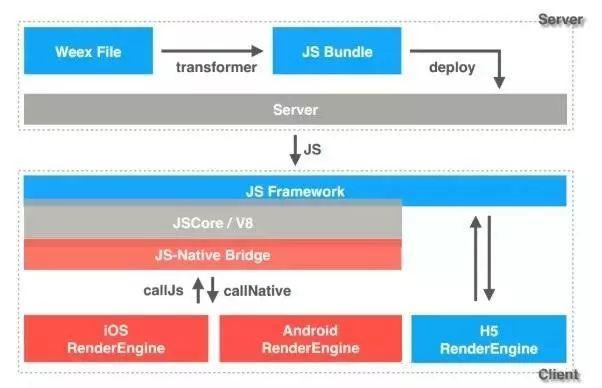 Server
Weex File
transformer
JS Bundle
deploy
Server
JS
JS Framework
JSCore / V8
JS-Native Bridge
callJs
callNative
iOS
RenderEngine
Android
RenderEngine
H5
RenderEngine
Client